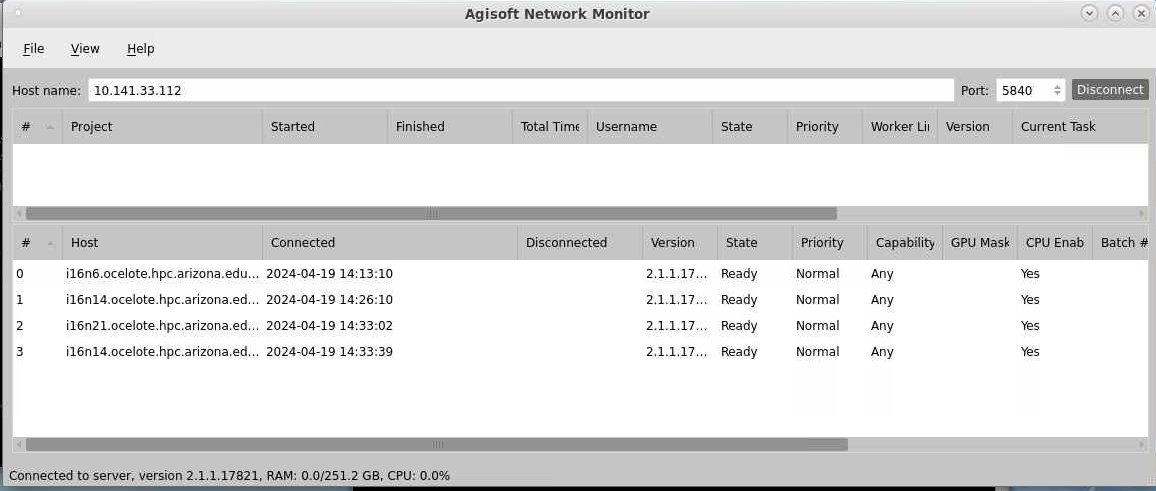 Agisoft Network Monitor
File View Help
Host name: 10.141.33.112 Port: 5840 Disconnect
# Project Started Finished Total Time Username State Priority Worker Li Version Current Task
# Host Connected Disconnected Version State Priority Capability GPU Mask CPU Enab Batch #
0 i16n6.ocelote.hpc.arizona.edu... 2024-04-19 14:13:10 2.1.1.17... Ready Normal Any Yes
1 i16n14.ocelote.hpc.arizona.ed... 2024-04-19 14:26:10 2.1.1.17... Ready Normal Any Yes
2 i16n21.ocelote.hpc.arizona.ed... 2024-04-19 14:33:02 2.1.1.17... Ready Normal Any Yes
3 i16n14.ocelote.hpc.arizona.ed... 2024-04-19 14:33:39 2.1.1.17... Ready Normal Any Yes
Connected to server, version 2.1.1.17821, RAM: 0.0/251.2 GB, CPU: 0.0%